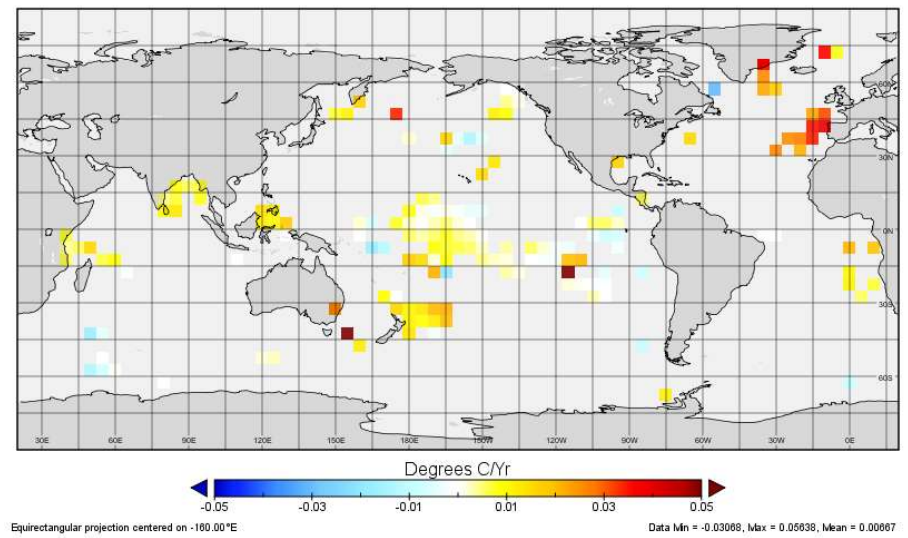 60N
30N
0N
30S
60S
30E 60E 90E 120E 150E 180E 150W 120W 90W 60W 30W 0E
Degrees C/Yr
-0.05 -0.03 -0.01 0.01 0.03 0.05
Equirectangular projection centered on -160.00°E Data Min = -0.03068, Max = 0.05638, Mean = 0.00667